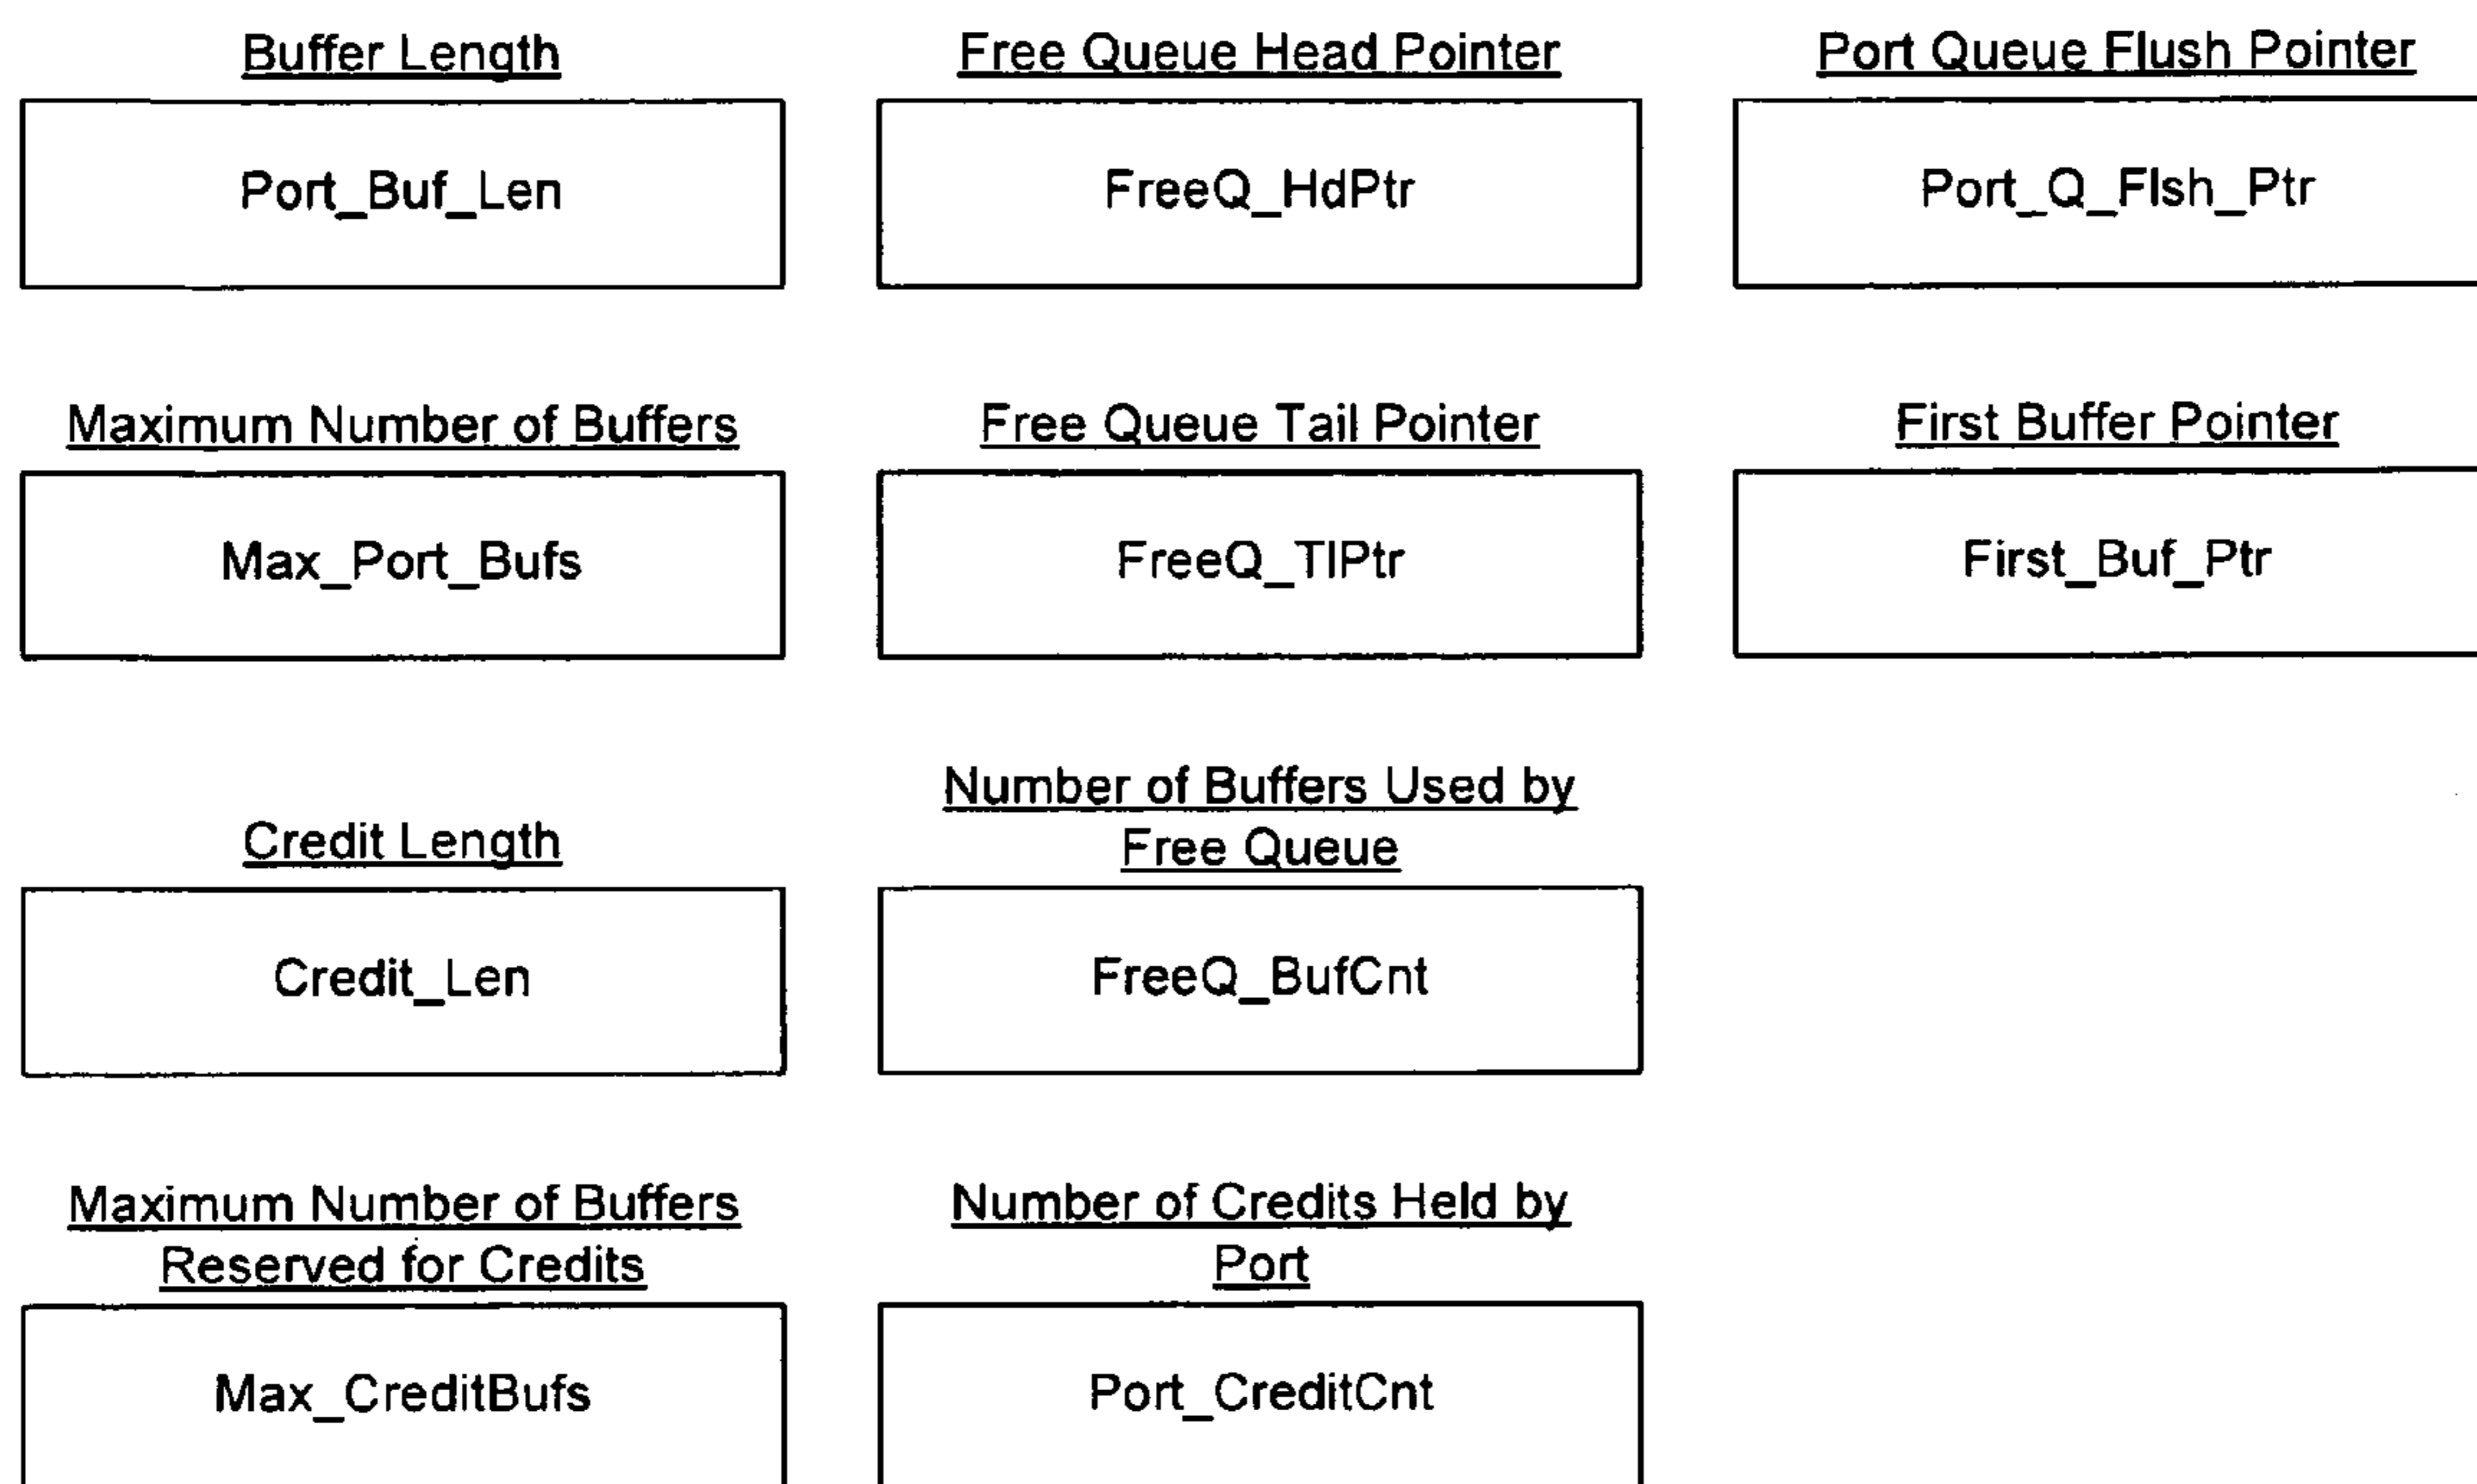 Buffer Length
Port_Buf_Len
Free Queue Head Pointer
FreeQ_HdPtr
Port Queue Flush Pointer
Port_Q_Flsh_Ptr
Maximum Number of Buffers
Max_Port_Bufs
Free Queue Tail Pointer
FreeQ_TlPtr
First Buffer Pointer
First_Buf_Ptr
Credit Length
Credit_Len
Number of Buffers Used by
Free Queue
FreeQ_BufCnt
Maximum Number of Buffers
Reserved for Credits
Max_CreditBufs
Number of Credits Held by
Port
Port_CreditCnt